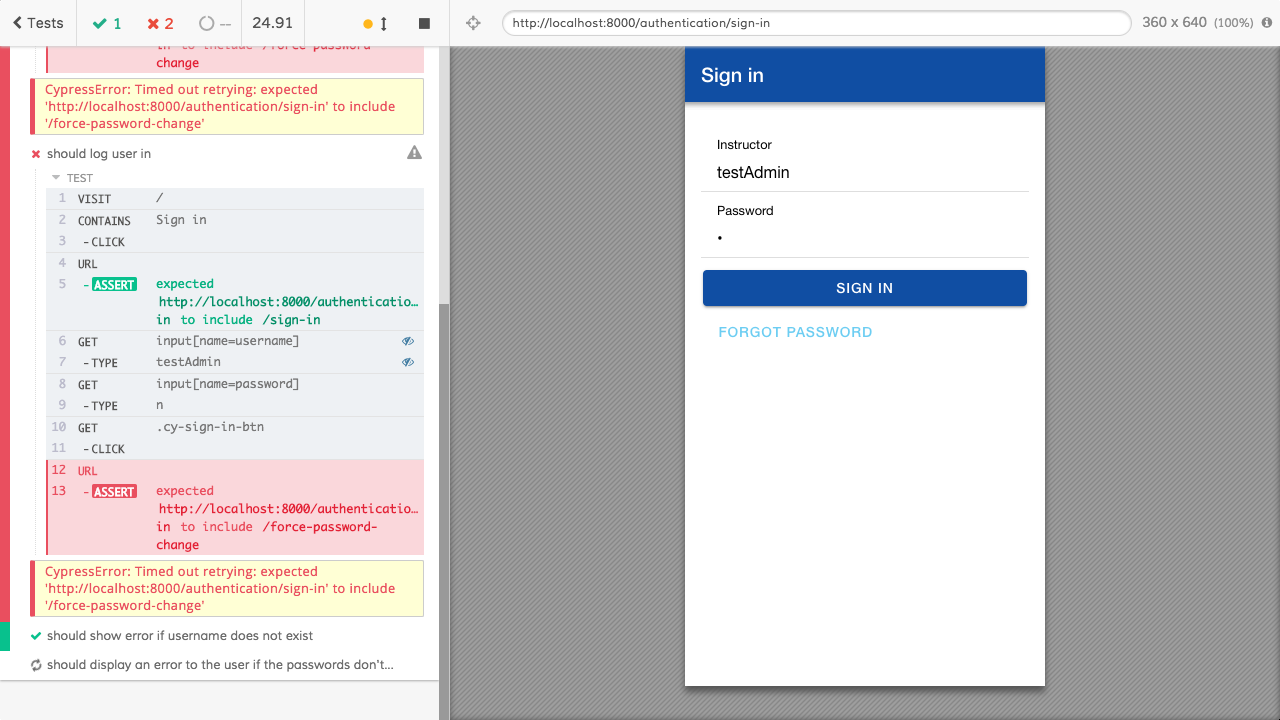 Tests
1
2
--
24.91
http://localhost:8000/authentication/sign-in
360 x 640 (100%)
in to include /force-password-
change
CypressError: Timed out retrying: expected
'http://localhost:8000/authentication/sign-in' to include
'/force-password-change'
should log user in
TEST
1 VISIT /
2 CONTAINS Sign in
3 -CLICK
4 URL
5 -ASSERT expected
http://localhost:8000/authenticatio…
in to include /sign-in
6 GET input[name=username]
7 -TYPE testAdmin
8 GET input[name=password]
9 -TYPE n
10 GET .cy-sign-in-btn
11 -CLICK
12 URL
13 -ASSERT expected
http://localhost:8000/authenticatio…
in to include /force-password-
change
CypressError: Timed out retrying: expected
'http://localhost:8000/authentication/sign-in' to include
'/force-password-change'
should show error if username does not exist
should display an error to the user if the passwords don't...
Sign in
Instructor
testAdmin
Password
•
SIGN IN
FORGOT PASSWORD